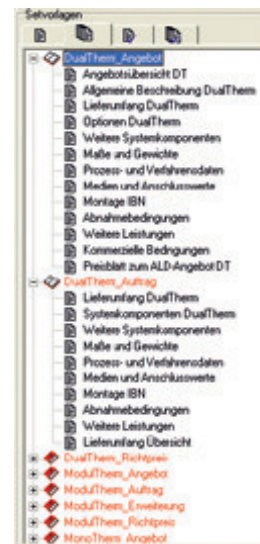 Setvorlagen
DualTherm_Angebot
Angebotsübersicht DT
Allgemeine Beschreibung DualTherm
Lieferumfang DualTherm
Optionen DualTherm
Weitere Systemkomponenten
Maße und Gewichte
Prozess- und Verfahrensdaten
Medien und Anschlusswerte
Montage IBN
Abnahmebedingungen
Weitere Leistungen
Kommerzielle Bedingungen
Preisblatt zum ALD-Angebot DT
DualTherm_Auftrag
Lieferumfang DualTherm
Systemkomponenten DualTherm
Weitere Systemkomponenten
Maße und Gewichte
Prozess- und Verfahrensdaten
Medien und Anschlusswerte
Montage IBN
Abnahmebedingungen
Weitere Leistungen
Lieferumfang Übersicht
DualTherm_Richtpreis
ModulTherm_Angebot
ModulTherm_Auftrag
ModulTherm_Erweiterung
ModulTherm_Richtpreis
MonoTherm_Angebot